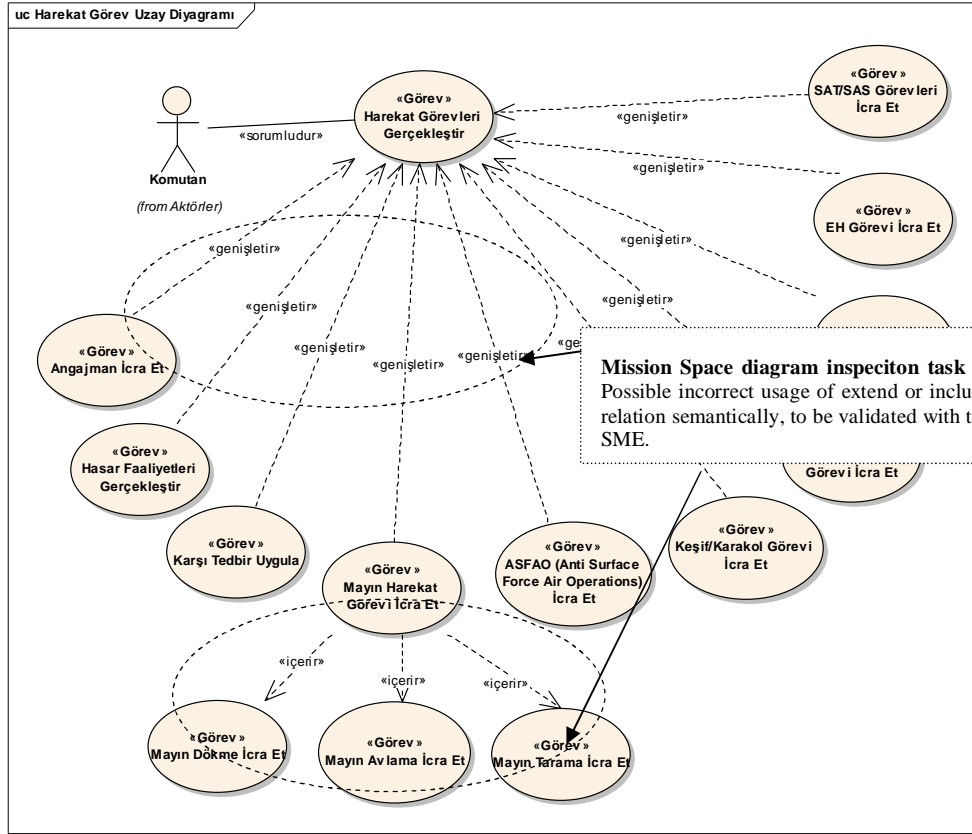 uc Harekat Görev Uzay Diyagramı
«Görev»
Harekat Görevleri
Gerçekleştir
«Görev»
SAT/SAS Görevleri
İcra Et
«genişletir»
«sorumludur»
Komutan
(from Aktörler)
«genişletir»
«Görev»
EH Görevi İcra Et
«genişletir»
«genişletir»
«genişletir»
«genişletir»
«Görev»
Angajman İcra Et
«genişletir»
«genişletir»
«genişletir»
Mission Space diagram inspeciton task
Possible incorrect usage of extend or inclu
relation semantically, to be validated with t
SME.
«Görev»
Hasar Faaliyetleri
Gerçekleştir
Görevi İcra Et
«Görev»
Karşı Tedbir Uygula
«Görev»
Mayın Harekat
Görevi İcra Et
«Görev»
ASFAO (Anti Surface
Force Air Operations)
İcra Et
«Görev»
Keşif/Karakol Görevi
İcra Et
«içerir»
«içerir»
«içerir»
«Görev»
Mayın Dökme İcra Et
«Görev»
Mayın Avlama İcra Et
«Görev»
Mayın Tarama İcra Et